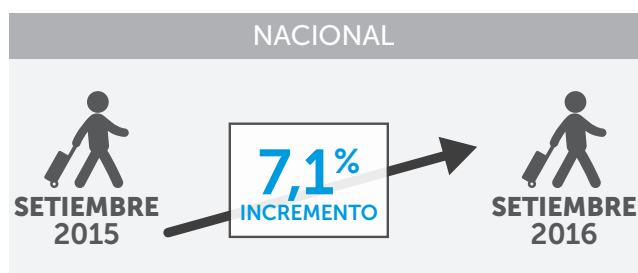 NACIONAL
SETIEMBRE
2015
7,1%
INCREMENTO
SETIEMBRE
2016